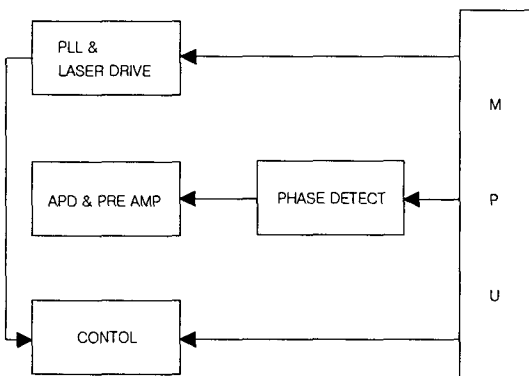 PLL &
LASER DRIVE
APD & PRE AMP
PHASE DETECT
CONTOL
M
P
U